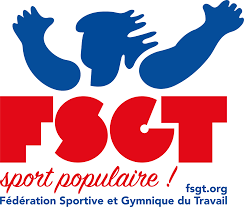 FSGT
sport populaire !
fsgt.org
Fédération Sportive et Gymnique du Travail